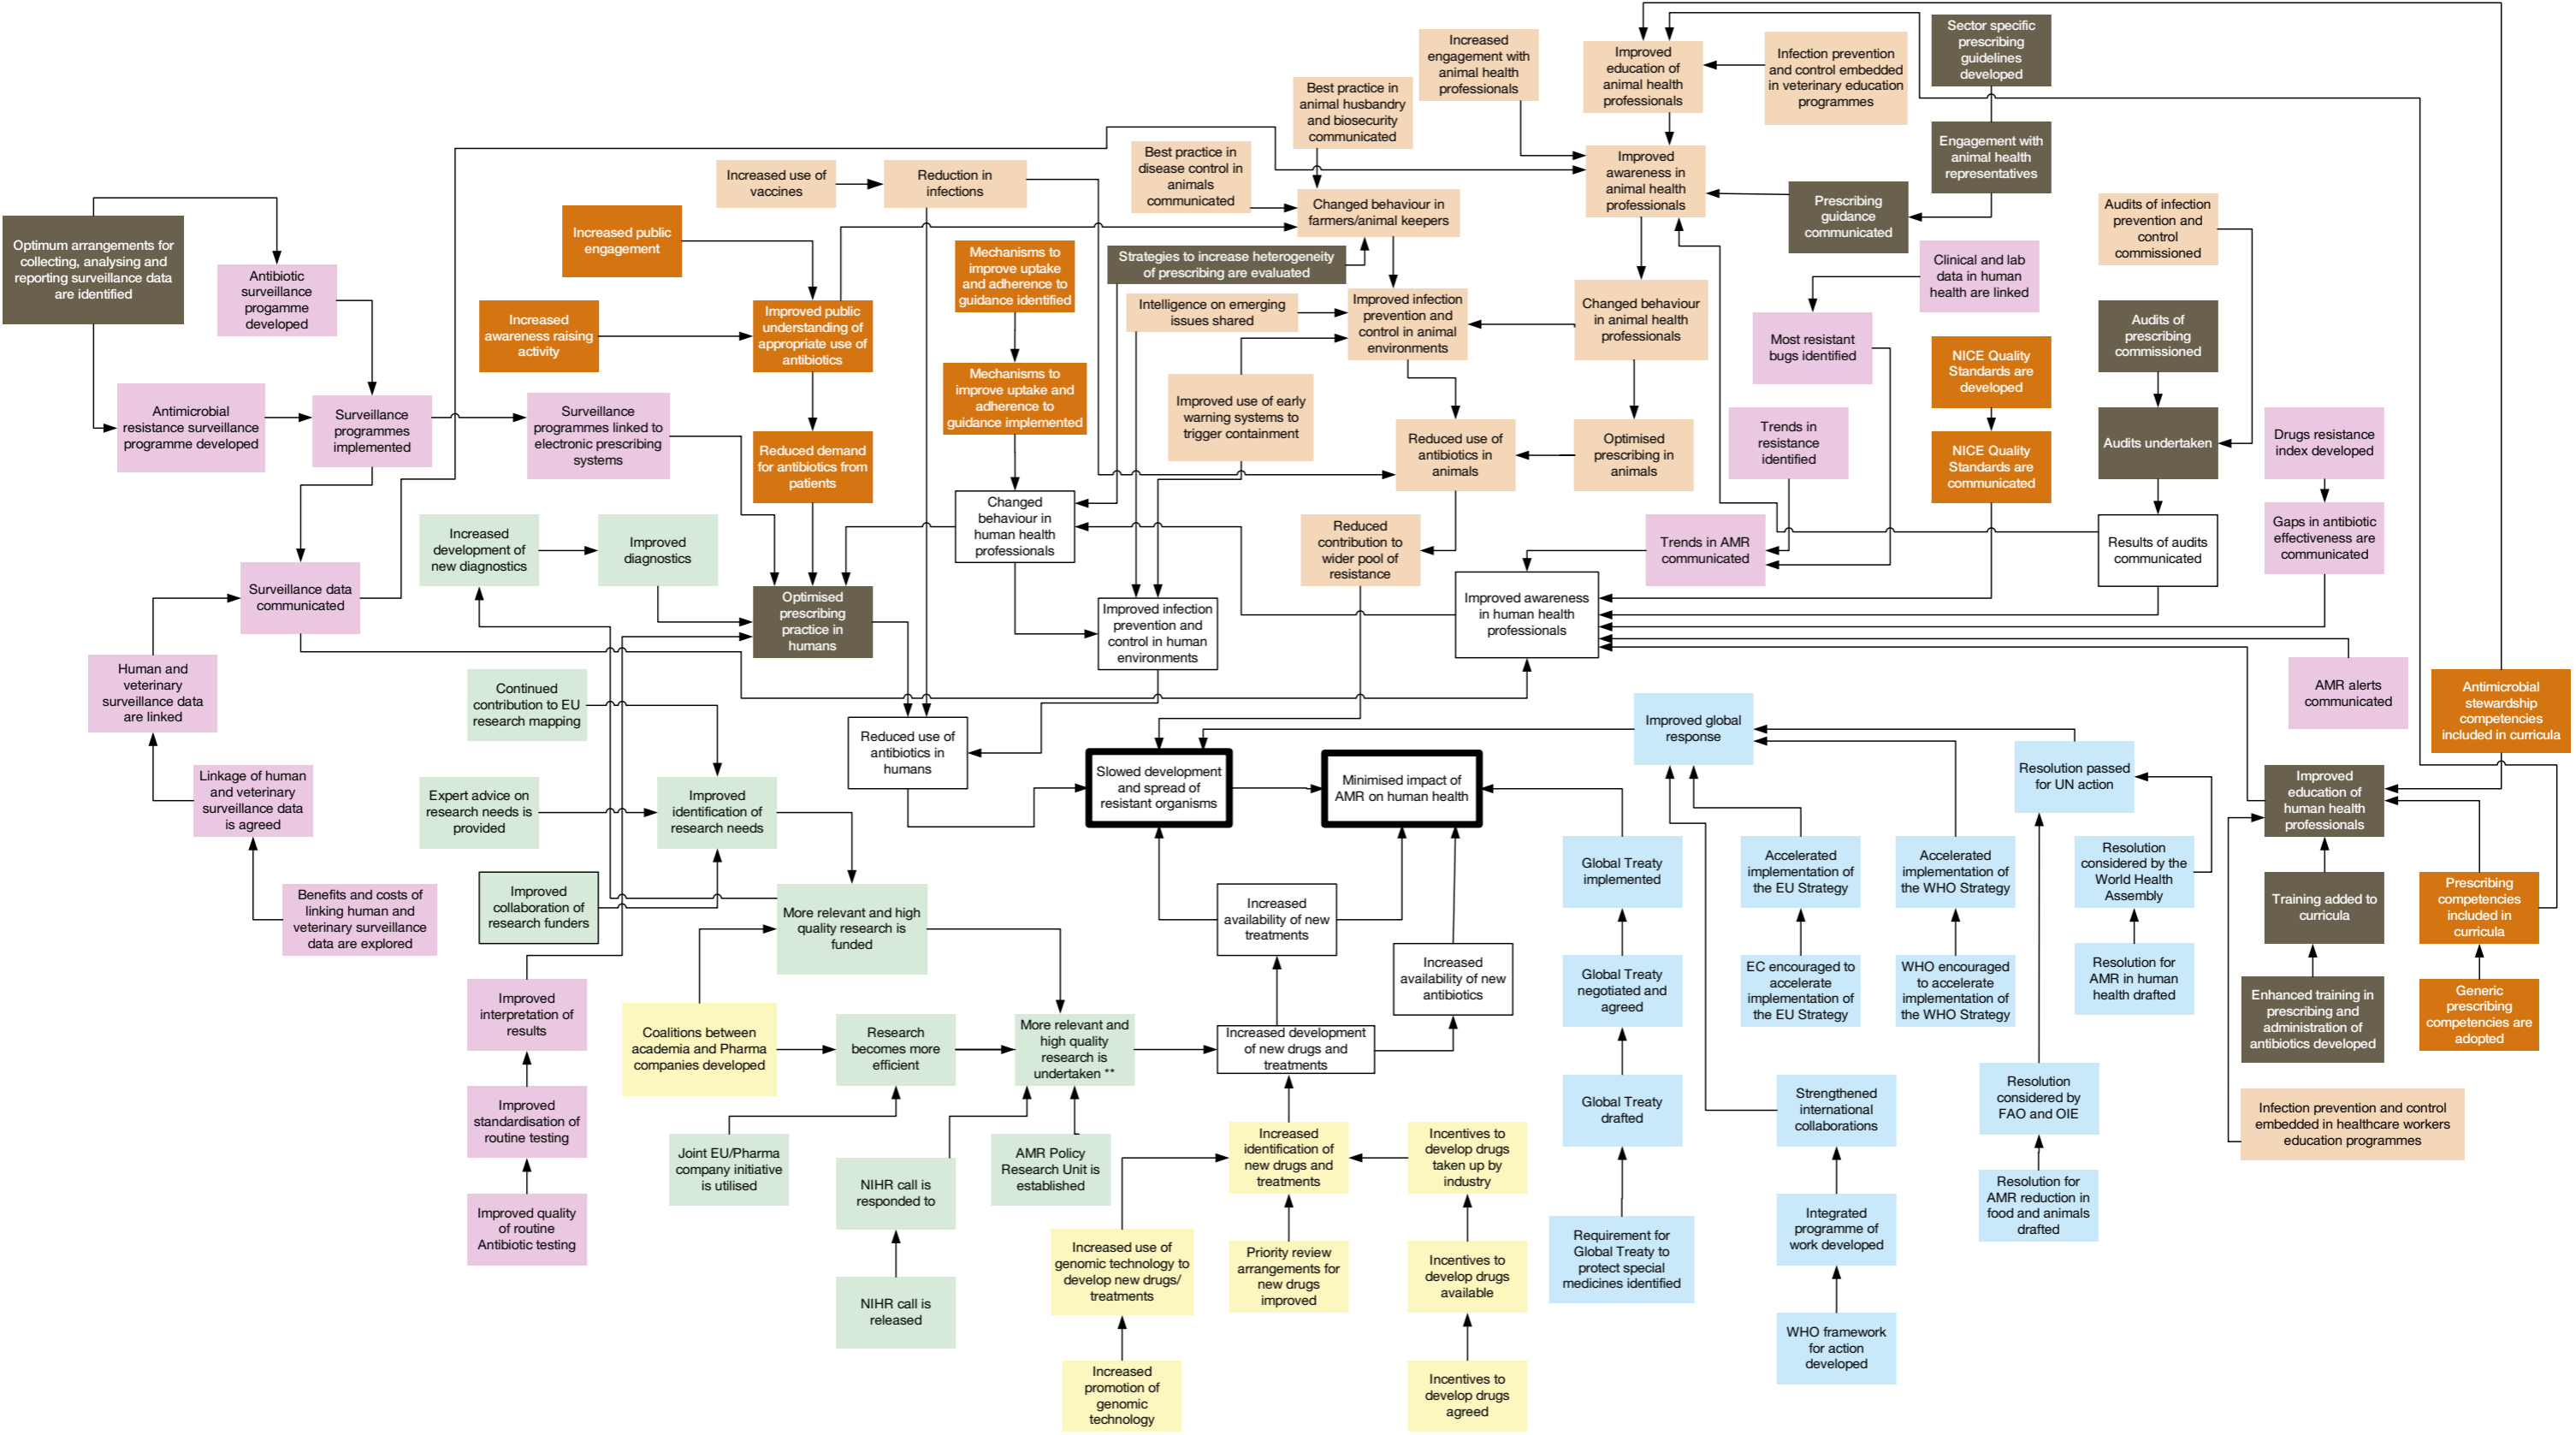 Sector specific
prescribing
guidelines
developed
Increased
engagement with
animal health
professionals
Improved
education of
animal health
professionals
Infection prevention
and control embedded
in veterinary education
programmes
Best practice in
animal husbandry
and biosecurity
communicated
Engagement with
animal health
representatives
Best practice in
disease control in
animals
communicated
Improved
awareness in
animal health
professionals
Increased use of
vaccines
Reduction in
infections
Changed behaviour in
farmers/animal keepers
Prescribing
guidance
communicated
Audits of infection
prevention and
control
commissioned
Optimum arrangements for
collecting, analysing and
reporting surveillance data
are identified
Increased public
engagement
Mechanisms to
improve uptake
and adherence to
guidance identified
Strategies to increase heterogeneity
of prescribing are evaluated
Clinical and lab
data in human
health are linked
Antibiotic
surveillance
progamme
developed
Intelligence on emerging
issues shared
Improved infection
prevention and
control in animal
environments
Changed behaviour
in animal health
professionals
Increased
awareness raising
activity
Improved public
understanding of
appropriate use of
antibiotics
Most resistant
bugs identified
Audits of
prescribing
commissioned
NICE Quality
Standards are
developed
Mechanisms to
improve uptake and
adherence to
guidance implemented
Improved use of early
warning systems to
trigger containment
Antimicrobial
resistance surveillance
programme developed
Surveillance
programmes
implemented
Surveillance
programmes linked to
electronic prescribing
systems
Reduced demand
for antibiotics from
patients
Reduced use of
antibiotics in
animals
Optimised
prescribing in
animals
Trends in
resistance
identified
NICE Quality
Standards are
communicated
Audits undertaken
Drugs resistance
index developed
Changed
behaviour in
human health
professionals
Increased
development of
new diagnostics
Improved
diagnostics
Reduced
contribution to
wider pool of
resistance
Trends in AMR
communicated
Results of audits
communicated
Gaps in antibiotic
effectiveness are
communicated
Surveillance data
communicated
Optimised
prescribing
practice in
humans
Improved infection
prevention and
control in human
environments
Improved awareness
in human health
professionals
Human and
veterinary
surveillance data
are linked
AMR alerts
communicated
Antimicrobial
stewardship
competencies
included in curricula
Continued
contribution to EU
research mapping
Reduced use of
antibiotics in
humans
Improved global
response
Linkage of human
and veterinary
surveillance data
is agreed
Expert advice on
research needs is
provided
Improved
identification of
research needs
Slowed development
and spread of
resistant organisms
Minimised impact of
AMR on human health
Resolution passed
for UN action
Improved
education of
human health
professionals
Global Treaty
implemented
Accelerated
implementation of
the EU Strategy
Accelerated
implementation of
the WHO Strategy
Resolution
considered by the
World Health
Assembly
Benefits and costs of
linking human and
veterinary surveillance
data are explored
Improved
collaboration of
research funders
More relevant and high
quality research is
funded
Increased
availability of new
treatments
Training added to
curricula
Prescribing
competencies
included in
curricula
Increased
availability of new
antibiotics
Global Treaty
negotiated and
agreed
EC encouraged to
accelerate
implementation of
the EU Strategy
WHO encouraged
to accelerate
implementation of
the WHO Strategy
Resolution for
AMR in human
health drafted
Improved
interpretation of
results
Enhanced training in
prescribing and
administration of
antibiotics developed
Generic
prescribing
competencies are
adopted
Coalitions between
academia and Pharma
companies developed
Research
becomes more
efficient
More relevant and
high quality
research is
undertaken **
Increased development
of new drugs and
treatments
Global Treaty
drafted
Strengthened
international
collaborations
Resolution
considered by
FAO and OIE
Improved
standardisation of
routine testing
Infection prevention and control
embedded in healthcare workers
education programmes
Joint EU/Pharma
company initiative
is utilised
NIHR call is
responded to
AMR Policy
Research Unit is
established
Increased
identification of
new drugs and
treatments
Incentives to
develop drugs
taken up by
industry
Resolution for
AMR reduction in
food and animals
drafted
Improved quality
of routine
Antibiotic testing
Increased use of
genomic technology to
develop new drugs/
treatments
Priority review
arrangements for
new drugs
improved
Incentives to
develop drugs
available
Requirement for
Global Treaty to
protect special
medicines identified
Integrated
programme of
work developed
NIHR call is
released
WHO framework
for action
developed
Increased
promotion of
genomic
technology
Incentives to
develop drugs
agreed